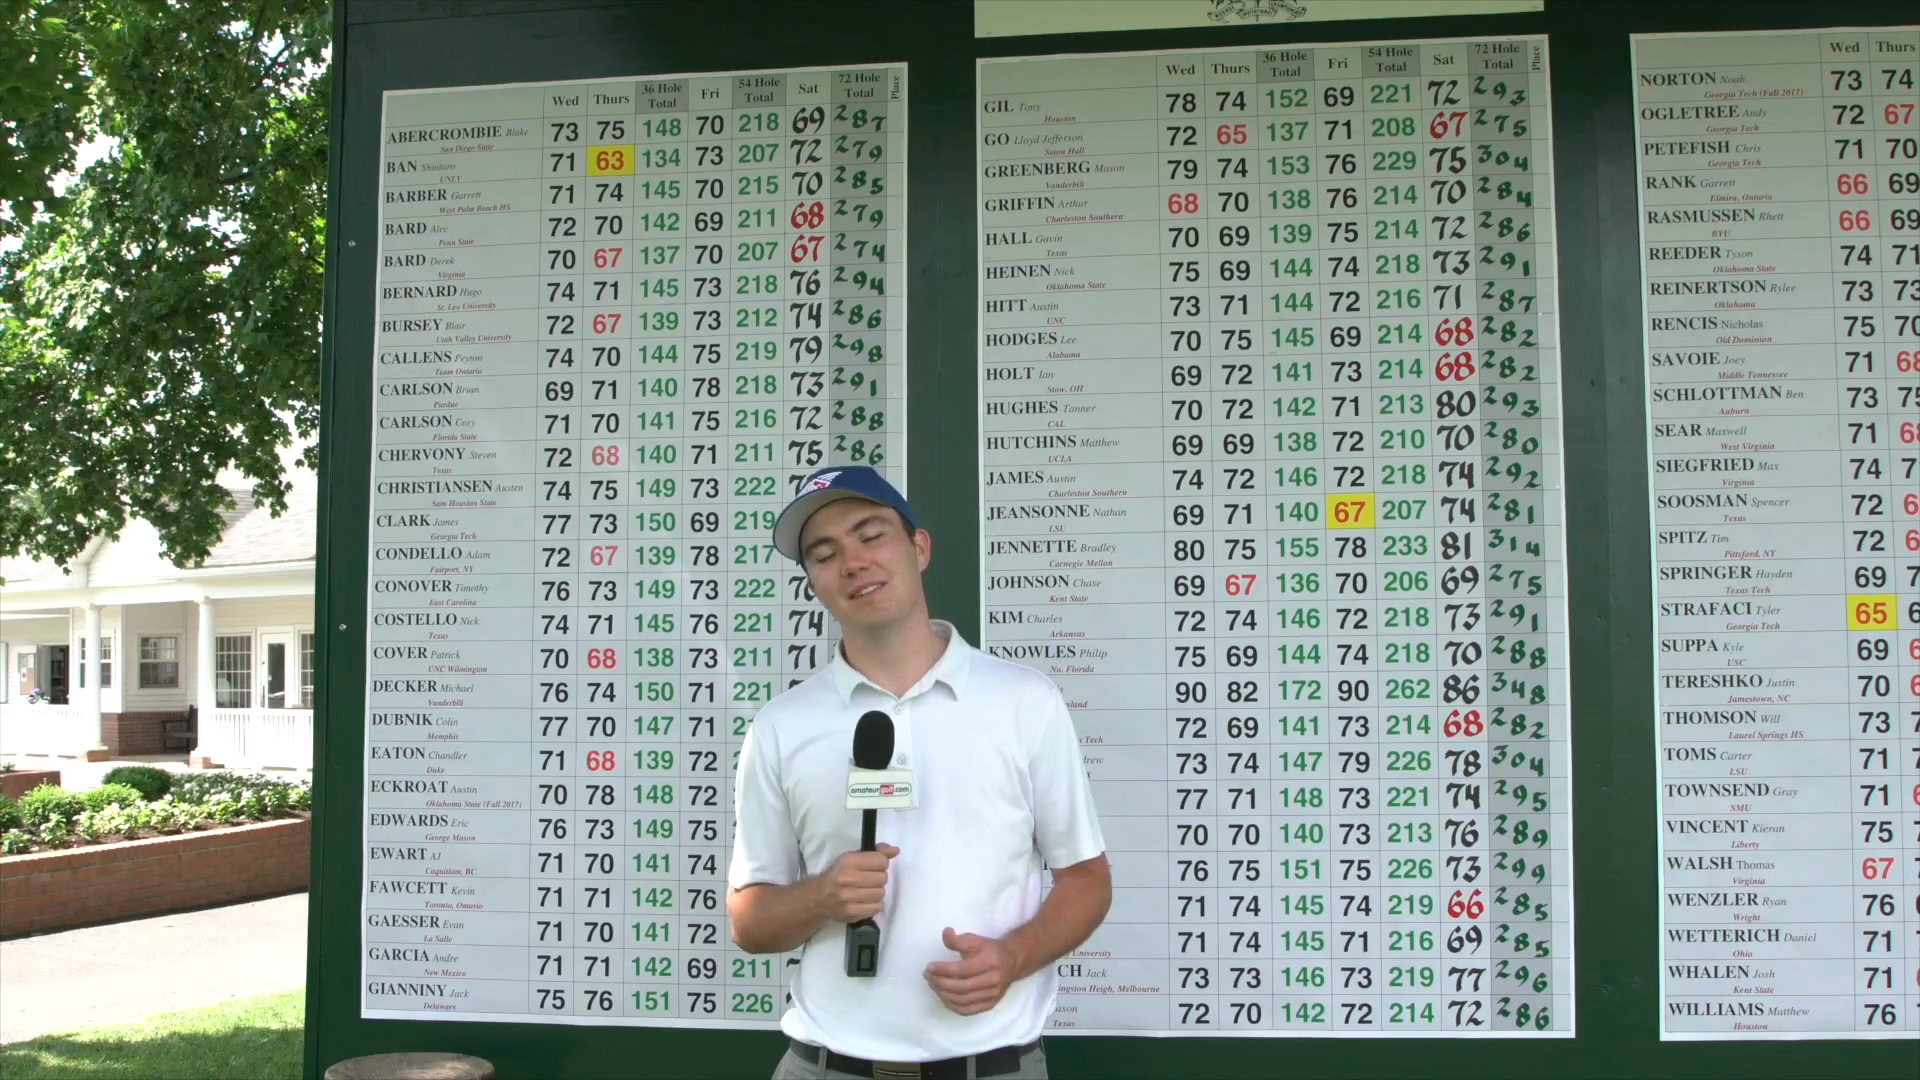 Wed Thurs 36 Hole Total Fri 54 Hole Total Sat 72 Hole Total Place
ABERCROMBIE Blake 73 75 148 70 218 69 287
San Diego State
BAN Shintaro 71 63 134 73 207 72 279
UNLV
BARBER Garrett 71 74 145 70 215 70 285
West Palm Beach HS
BARD Alec 72 70 142 69 211 68 279
Penn State
BARD Derek 70 67 137 70 207 67 274
Virginia
BERNARD Hugo 74 71 145 73 218 76 294
St. Leo University
BURSEY Blair 72 67 139 73 212 74 286
Utah Valley University
CALLENS Peyton 74 70 144 75 219 79 298
Team Ontario
CARLSON Brian 69 71 140 78 218 73 291
Purdue
CARLSON Cory 71 70 141 75 216 72 288
Florida State
CHERVONY Steven 72 68 140 71 211 75 286
Texas
CHRISTIANSEN Austen 74 75 149 73 222
Sam Houston State
CLARK James 77 73 150 69 219
Georgia Tech
CONDELLO Adam 72 67 139 78 217
Fairport, NY
CONOVER Timothy 76 73 149 73 222
East Carolina
COSTELLO Nick 74 71 145 76 221 74
Texas
COVER Patrick 70 68 138 73 211 71
UNC Wilmington
DECKER Michael 76 74 150 71 221
Vanderbilt
DUBNIK Colin 77 70 147 71
Memphis
EATON Chandler 71 68 139 72
Duke
ECKROAT Austin 70 78 148 72
Oklahoma State (Fall 2017)
EDWARDS Eric 76 73 149 75
George Mason
EWART AJ 71 70 141 74
Coquitlam, BC
FAWCETT Kevin 71 71 142 76
Toronto, Ontario
GAESSER Evan 71 70 141 72
La Salle
GARCIA Andre 71 71 142 69 211
New Mexico
GIANNINY Jack 75 76 151 75 226
Delaware
Wed Thurs 36 Hole Total Fri 54 Hole Total Sat 72 Hole Total Place
GIL Tony 78 74 152 69 221 72 293
Houston
GO Lloyd Jefferson 72 65 137 71 208 67 275
Seton Hall
GREENBERG Mason 79 74 153 76 229 75 304
Vanderbilt
GRIFFIN Arthur 68 70 138 76 214 70 284
Charleston Southern
HALL Gavin 70 69 139 75 214 72 286
Texas
HEINEN Nick 75 69 144 74 218 73 291
Oklahoma State
HITT Austin 73 71 144 72 216 71 287
UNC
HODGES Lee 70 75 145 69 214 68 282
Alabama
HOLT Ian 69 72 141 73 214 68 282
Stow, OH
HUGHES Tanner 70 72 142 71 213 80 293
CAL
HUTCHINS Matthew 69 69 138 72 210 70 280
UCLA
JAMES Austin 74 72 146 72 218 74 292
Charleston Southern
JEANSONNE Nathan 69 71 140 67 207 74 281
LSU
JENNETTE Bradley 80 75 155 78 233 81 314
Carnegie Mellon
JOHNSON Chase 69 67 136 70 206 69 275
Kent State
KIM Charles 72 74 146 72 218 73 291
Arkansas
KNOWLES Philip 75 69 144 74 218 70 288
No. Florida
90 82 172 90 262 86 348
72 69 141 73 214 68 282
Tech
73 74 147 79 226 78 304
77 71 148 73 221 74 295
70 70 140 73 213 76 289
76 75 151 75 226 73 299
71 74 145 74 219 66 285
71 74 145 71 216 69 285
University
CH Jack 73 73 146 73 219 77 296
Heigh, Melbourne
72 70 142 72 214 72 286
Texas
Wed Thurs
NORTON Noah 73 74
Georgia Tech (Fall 2017)
OGLETREE Andy 72 67
Georgia Tech
PETEFISH Chris 71 70
Georgia Tech
RANK Garrett 66 69
Elmira, Ontario
RASMUSSEN Rhett 66 69
BYU
REEDER Tyson 74 71
Oklahoma State
REINERTSON Rylee 73 73
Oklahoma
RENCIS Nicholas 75 70
Old Dominion
SAVOIE Joey 71 68
Middle Tennessee
SCHLOTTMAN Ben 73 75
Auburn
SEAR Maxwell 71 68
West Virginia
SIEGFRIED Max 74 7
Virginia
SOOSMAN Spencer 72 6
Texas
SPITZ Tim 72 6
Pittsford, NY
SPRINGER Hayden 69 7
Texas Tech
STRAFACI Tyler 65 6
Georgia Tech
SUPPA Kyle 69 6
USC
TERESHKO Justin 70 6
Jamestown, NC
THOMSON Will 73 7
Laurel Springs HS
TOMS Carter 71 7
LSU
TOWNSEND Gray 71 6
SMU
VINCENT Kieran 75 7
Liberty
WALSH Thomas 67 7
Virginia
WENZLER Ryan 76
Wright
WETTERICH Daniel 71 7
Ohio
WHALEN Josh 71
Kent State
WILLIAMS Matthew 76
Houston
amateurgolf.com